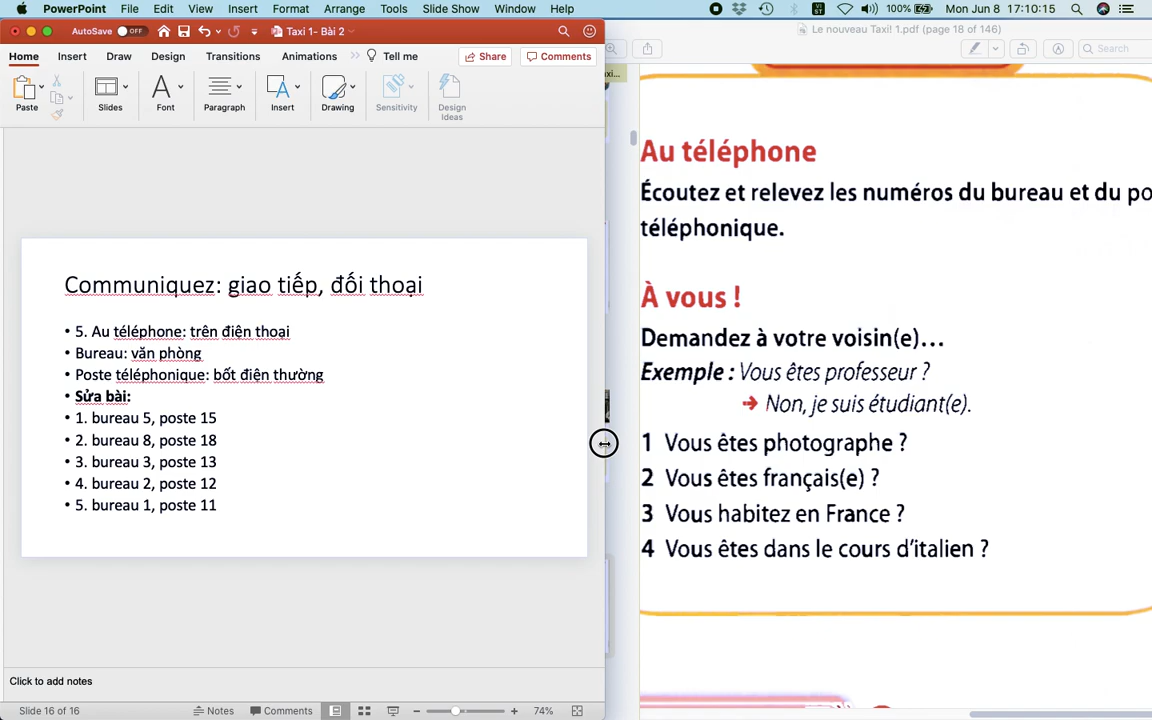 PowerPoint File Edit View Insert Format Arrange Tools Slide Show Window Help
100% Mon Jun 8 17:10:15
AutoSave OFF Taxi 1- Bài 2
Le nouveau Taxi! 1.pdf (page 18 of 146)
Home Insert Draw Design Transitions Animations Tell me Share Comments
Search
Paste Slides Font Paragraph Insert Drawing Sensitivity Design Ideas
Communiquez: giao tiếp, đối thoại
• 5. Au téléphone: trên điện thoại
• Bureau: văn phòng
• Poste téléphonique: bốt điện thường
• Sửa bài:
• 1. bureau 5, poste 15
• 2. bureau 8, poste 18
• 3. bureau 3, poste 13
• 4. bureau 2, poste 12
• 5. bureau 1, poste 11
Click to add notes
Slide 16 of 16 Notes Comments 74%
Au téléphone
Écoutez et relevez les numéros du bureau et du po
téléphonique.
À vous !
Demandez à votre voisin(e)...
Exemple : Vous êtes professeur ?
→ Non, je suis étudiant(e).
1 Vous êtes photographe ?
2 Vous êtes français(e) ?
3 Vous habitez en France ?
4 Vous êtes dans le cours d'italien ?